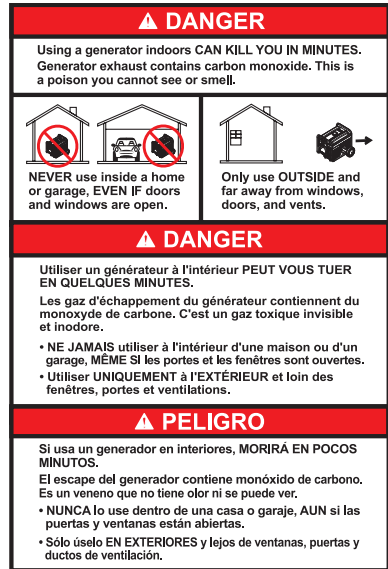 DANGER
Using a generator indoors CAN KILL YOU IN MINUTES.
Generator exhaust contains carbon monoxide. This is
a poison you cannot see or smell.
NEVER use inside a home
or garage, EVEN IF doors
and windows are open.
Only use OUTSIDE and
far away from windows,
doors, and vents.
DANGER
Utiliser un générateur à l'intérieur PEUT VOUS TUER
EN QUELQUES MINUTES.
Les gaz d'échappement du générateur contiennent du
monoxyde de carbone. C'est un gaz toxique invisible
et inodore.
• NE JAMAIS utiliser à l'intérieur d'une maison ou d'un
garage, MÊME SI les portes et les fenêtres sont ouvertes.
• Utiliser UNIQUEMENT à l'EXTÉRIEUR et loin des
fenêtres, portes et ventilations.
PELIGRO
Si usa un generador en interiores, MORIRÁ EN POCOS
MINUTOS.
El escape del generador contiene monóxido de carbono.
Es un veneno que no tiene olor ni se puede ver.
• NUNCA lo use dentro de una casa o garaje, AUN si las
puertas y ventanas están abiertas.
• Sólo úselo EN EXTERIORES y lejos de ventanas, puertas y
ductos de ventilación.